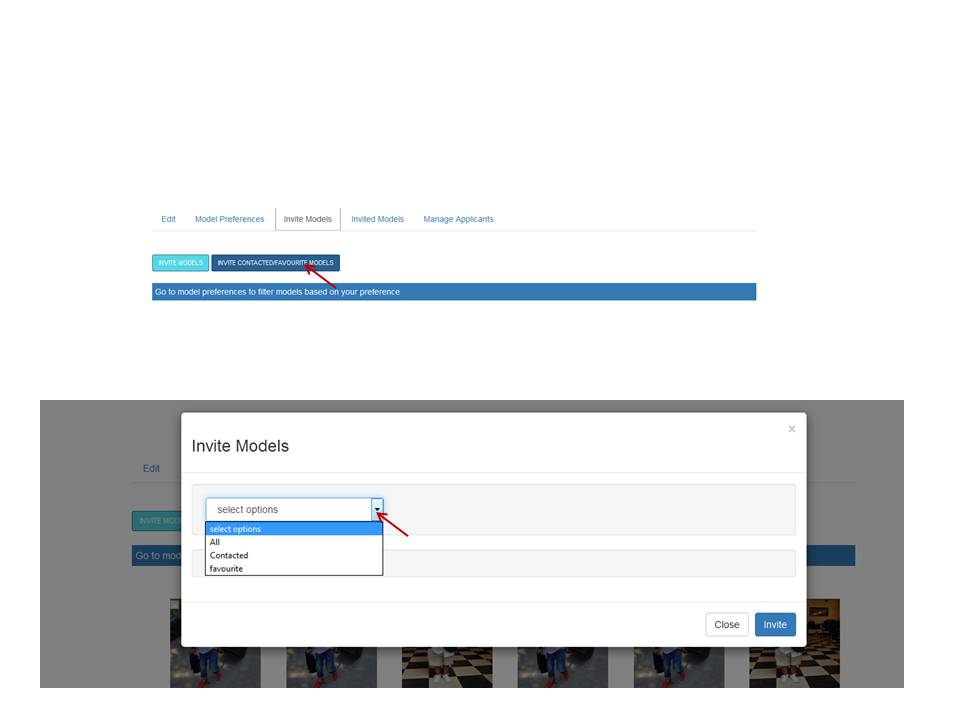 Edit Model Preferences Invite Models Invited Models Manage Applicants
INVITE MODELS INVITE CONTACTED/FAVOURITE MODELS
Go to model preferences to filter models based on your preference
×
Invite Models
Edit
select options
INVITE MOD
select options
All
Go to mod
Contacted
favourite
Close Invite